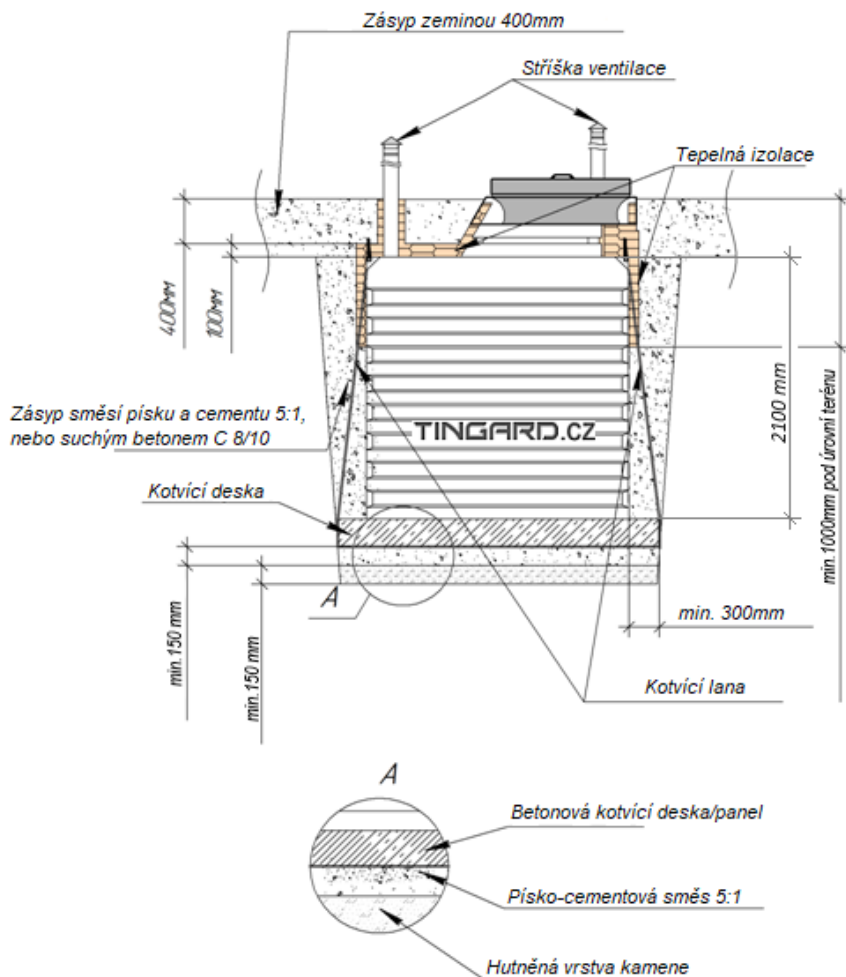 Zásyp zeminou 400mm
Stříška ventilace
Tepelná izolace
400мм
100мм
Zásyp směsí písku a cementu 5:1,
nebo suchým betonem C 8/10
TINGARD.CZ
2100 mm
min.1000mm pod úrovní terénu
Kotvící deska
A
min.150 mm
min.150 mm
min. 300mm
Kotvící lana
A
Betonová kotvící deska/panel
Písko-cementová směs 5:1
Hutněná vrstva kamene